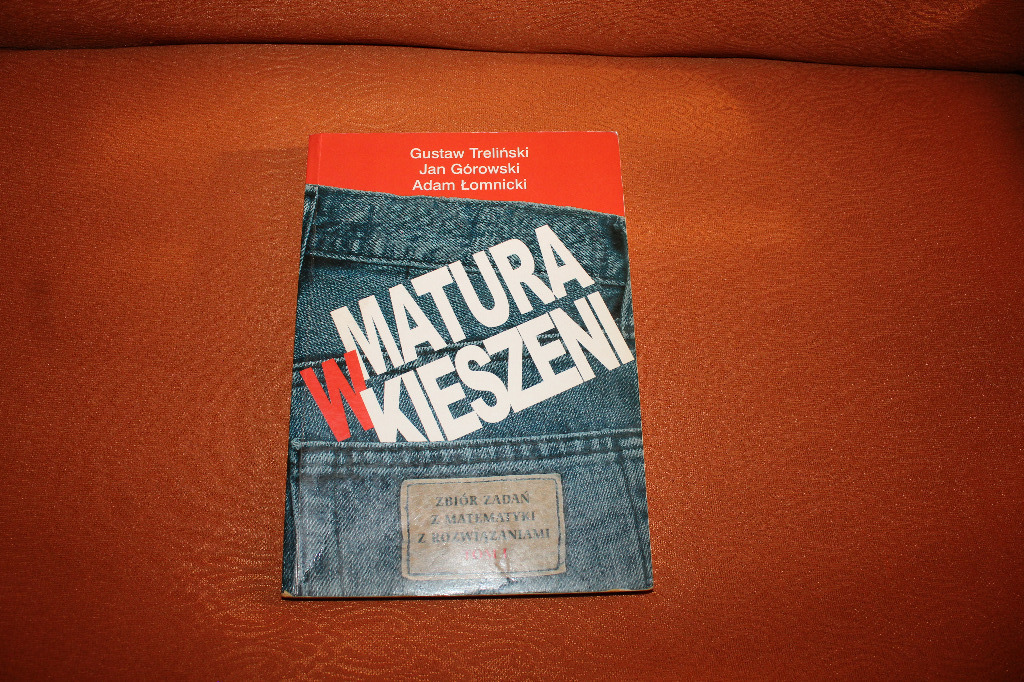 Gustaw Treliński
Jan Górowski
Adam Łomnicki
MATURA
W KIESZENI
ZBIÓR ZADAŃ
Z MATEMATYKI
Z ROZWIĄZANIAMI